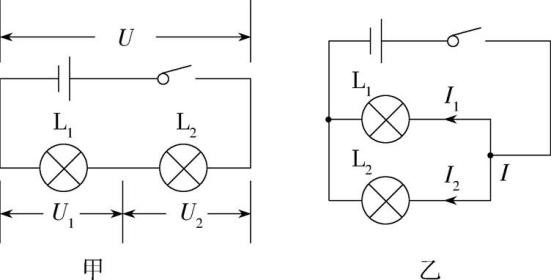 U
L₁ L₂
U₁ U₂
甲
L₁ I₁
L₂ I₂ I
乙